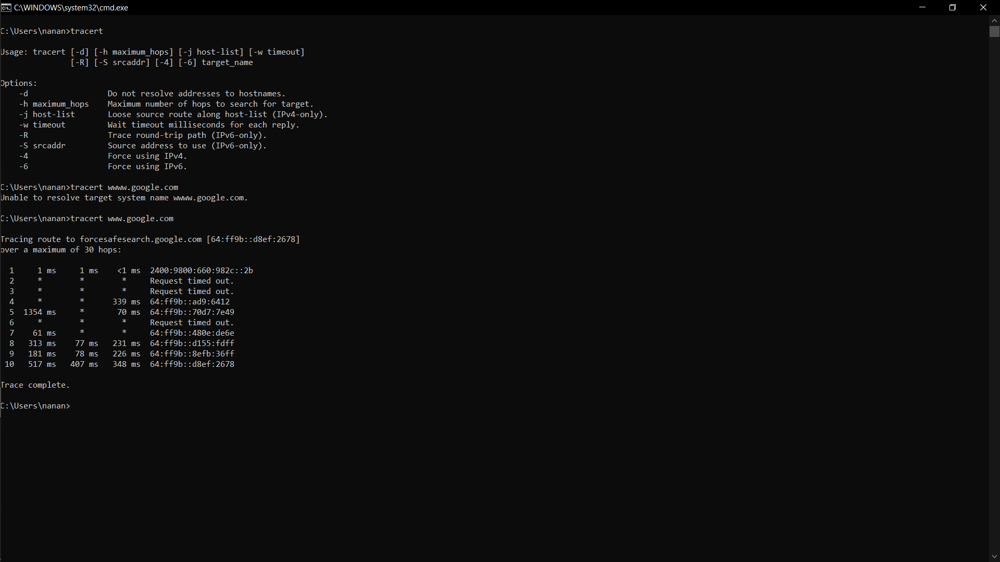 C:\WINDOWS\system32\cmd.exe
C:\Users\nanan>tracert
Usage: tracert [-d] [-h maximum_hops] [-j host-list] [-w timeout]
               [-R] [-S srcaddr] [-4] [-6] target_name
Options:
    -d                 Do not resolve addresses to hostnames.
    -h maximum_hops    Maximum number of hops to search for target.
    -j host-list       Loose source route along host-list (IPv4-only).
    -w timeout         Wait timeout milliseconds for each reply.
    -R                 Trace round-trip path (IPv6-only).
    -S srcaddr         Source address to use (IPv6-only).
    -4                 Force using IPv4.
    -6                 Force using IPv6.
C:\Users\nanan>tracert wwww.google.com
Unable to resolve target system name wwww.google.com.
C:\Users\nanan>tracert www.google.com
Tracing route to forcesafesearch.google.com [64:ff9b::d8ef:2678]
over a maximum of 30 hops:
  1     1 ms     1 ms    <1 ms  2400:9800:660:982c::2b
  2     *        *        *     Request timed out.
  3     *        *        *     Request timed out.
  4     *        *      339 ms  64:ff9b::ad9:6412
  5  1354 ms     *       70 ms  64:ff9b::70d7:7e49
  6     *        *        *     Request timed out.
  7    61 ms     *        *     64:ff9b::480e:de6e
  8   313 ms    77 ms   231 ms  64:ff9b::d155:fdff
  9   181 ms    78 ms   226 ms  64:ff9b::8efb:36ff
 10   517 ms   407 ms   348 ms  64:ff9b::d8ef:2678
Trace complete.
C:\Users\nanan>